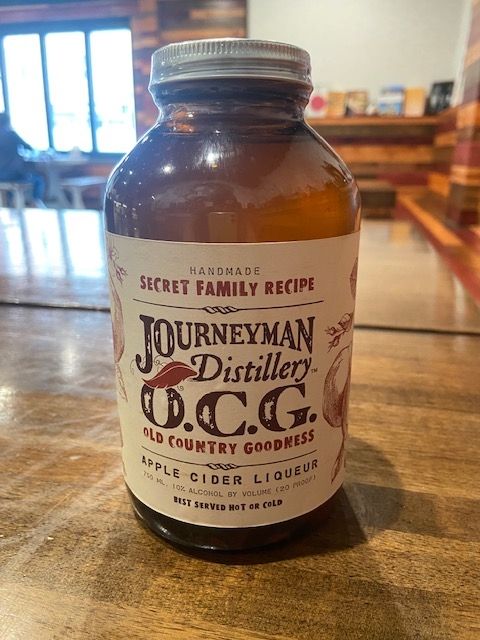 HANDMADE
SECRET FAMILY RECIPE
JOURNEYMAN
Distillery™
O.C.G.
OLD COUNTRY GOODNESS
APPLE CIDER LIQUEUR
750 ML, 10% ALCOHOL BY VOLUME (20 PROOF)
BEST SERVED HOT OR COLD